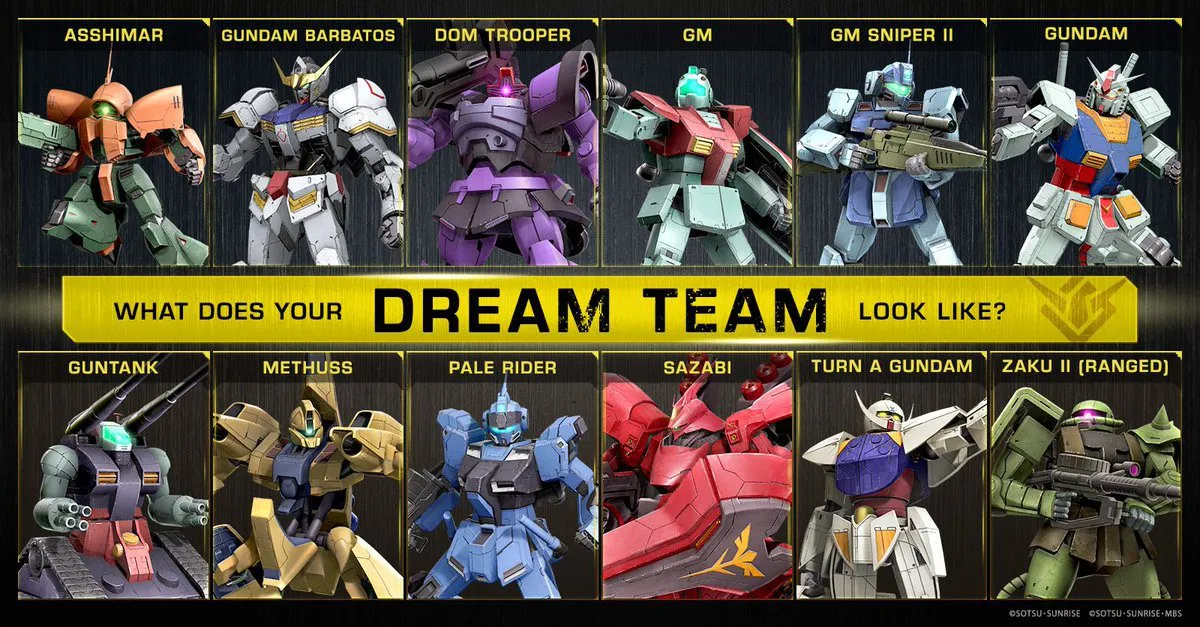 ASSHIMAR
GUNDAM BARBATOS
DOM TROOPER
GM
GM SNIPER II
GUNDAM
WHAT DOES YOUR DREAM TEAM LOOK LIKE?
GUNTANK
METHUSS
PALE RIDER
SAZABI
TURN A GUNDAM
ZAKU II [RANGED]
©SOTSU・SUNRISE ©SOTSU・SUNRISE・MBS